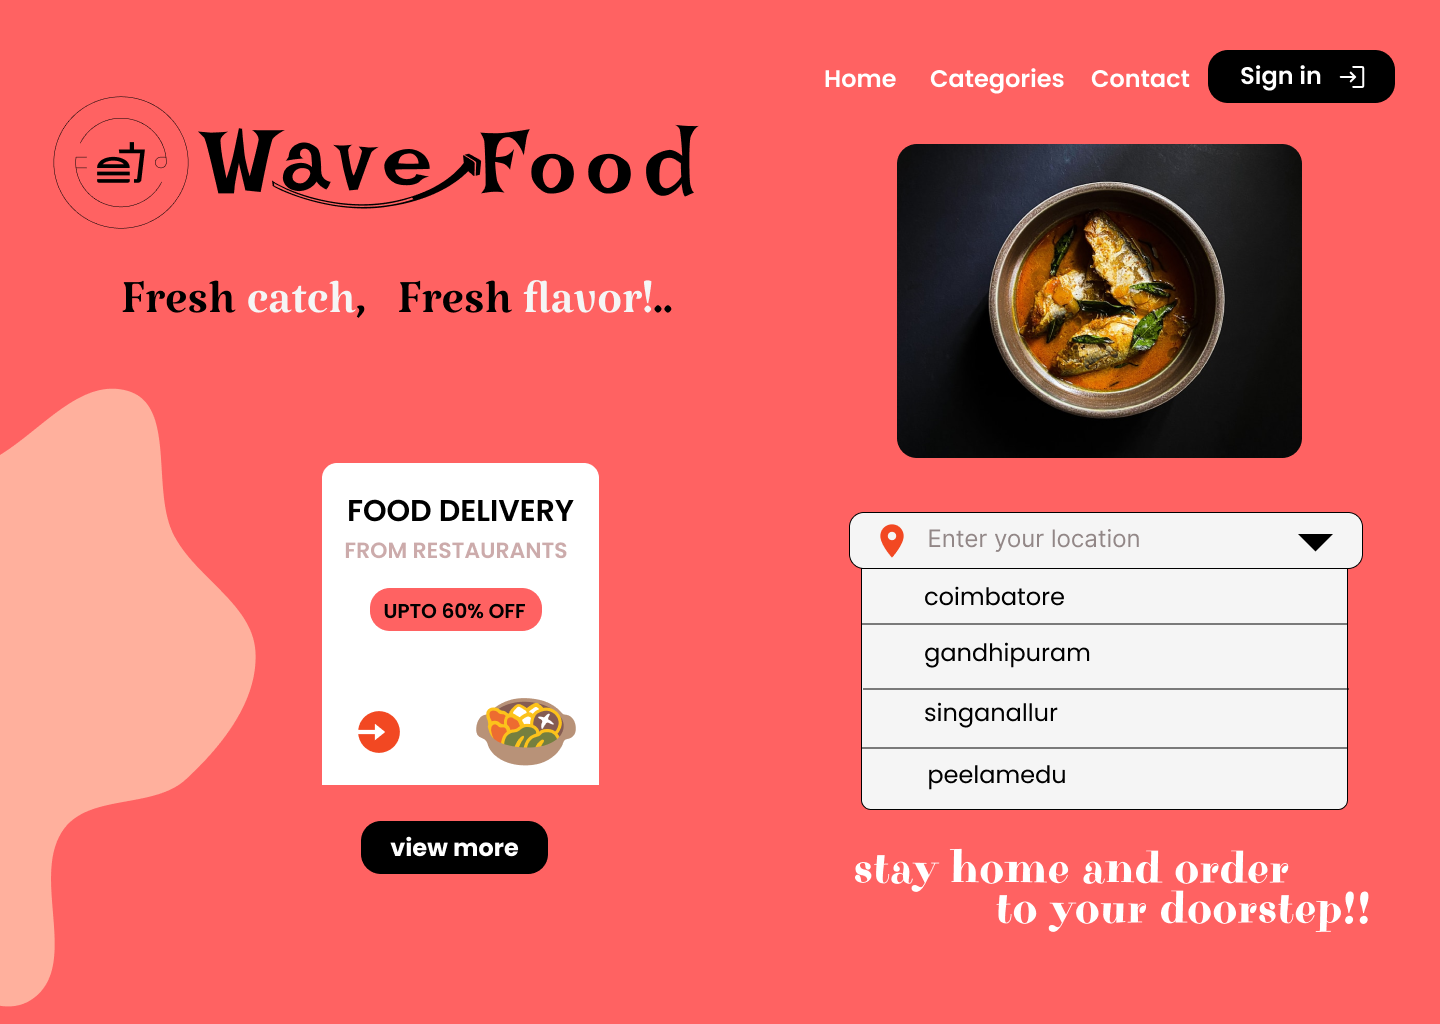 Home Categories Contact Sign in
Wave Food
Fresh catch, Fresh flavor!..
FOOD DELIVERY
FROM RESTAURANTS
UPTO 60% OFF
view more
Enter your location
coimbatore
gandhipuram
singanallur
peelamedu
stay home and order
to your doorstep!!